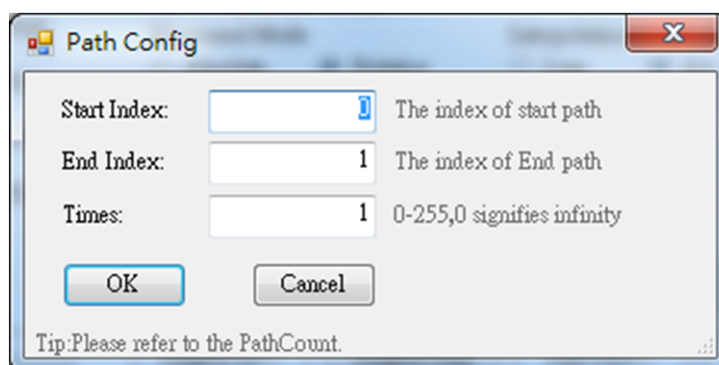 Path Config
Start Index: 0 The index of start path
End Index: 1 The index of End path
Times: 1 0-255,0 signifies infinity
OK Cancel
Tip:Please refer to the PathCount.